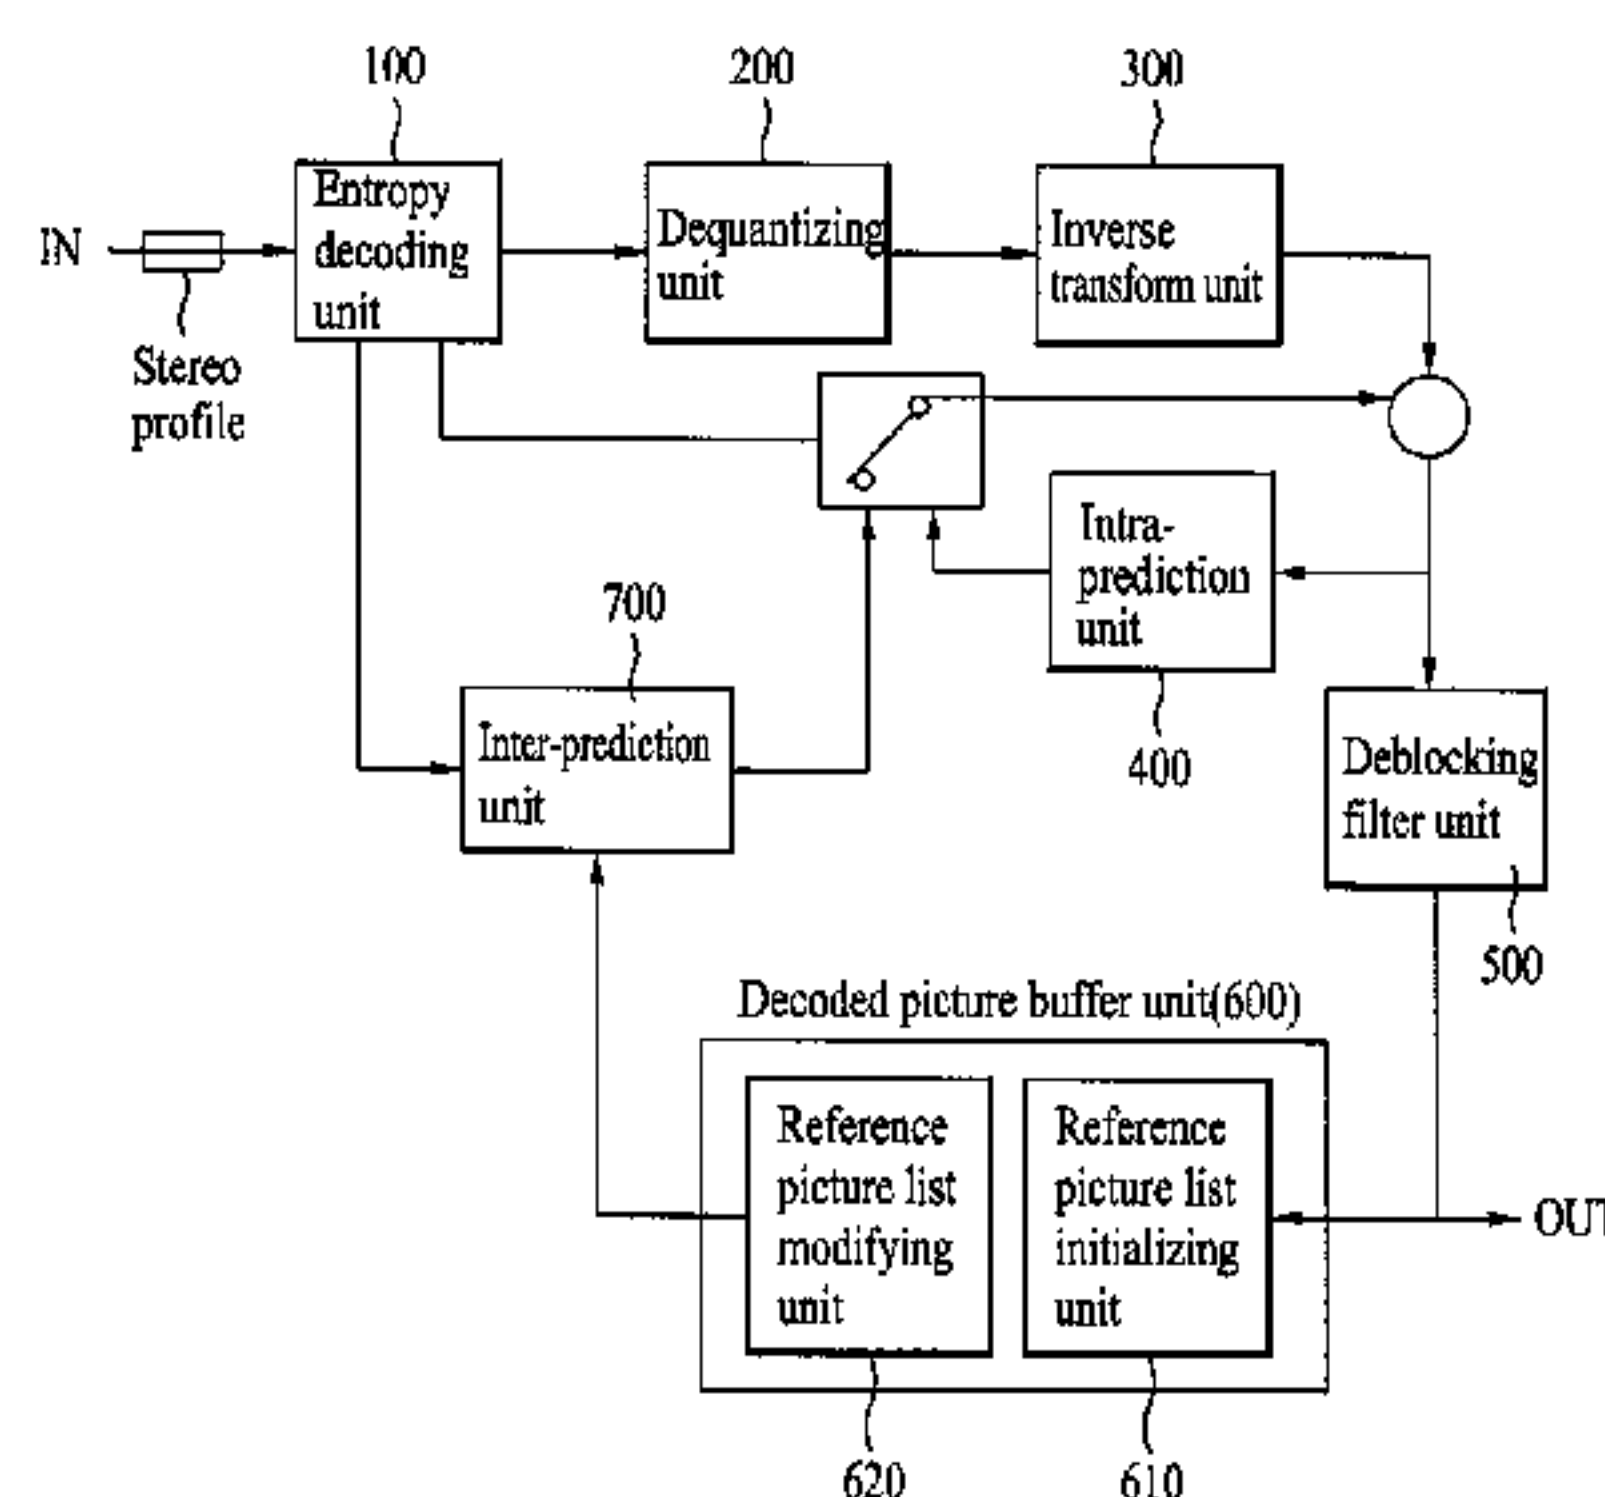 100
200
300
IN
Entropy
decoding
unit
Dequantizing
unit
Inverse
transform unit
Stereo
profile
Intra-
prediction
unit
400
700
Inter-prediction
unit
Deblocking
filter unit
500
Decoded picture buffer unit(600)
Reference
picture list
modifying
unit
Reference
picture list
initializing
unit
OUT
620
610